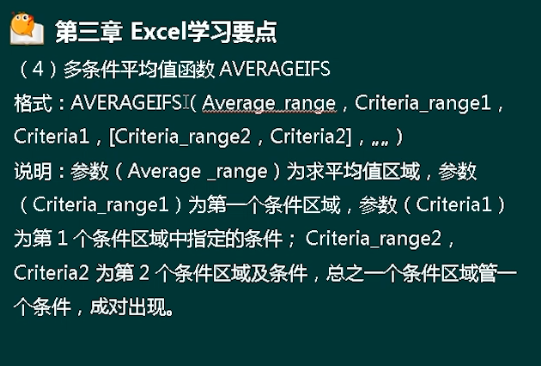 第三章 Excel学习要点
（4）多条件平均值函数 AVERAGEIFS
格式：AVERAGEIFS（ Average_range，Criteria_range1，
Criteria1，[Criteria_range2，Criteria2]，„„ ）
说明：参数（Average _range）为求平均值区域，参数
（Criteria_range1）为第一个条件区域，参数（Criteria1）
为第 1 个条件区域中指定的条件； Criteria_range2，
Criteria2 为第 2 个条件区域及条件，总之一个条件区域管一
个条件，成对出现。